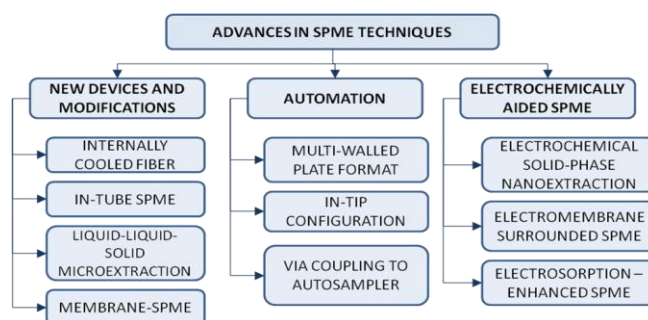 ADVANCES IN SPME TECHNIQUES
NEW DEVICES AND
MODIFICATIONS
INTERNALLY
COOLED FIBER
IN-TUBE SPME
LIQUID-LIQUID-
SOLID
MICROEXTRACTION
MEMBRANE-SPME
AUTOMATION
MULTI-WALLED
PLATE FORMAT
IN-TIP
CONFIGURATION
VIA COUPLING TO
AUTOSAMPLER
ELECTROCHEMICALLY
AIDED SPME
ELECTROCHEMICAL
SOLID-PHASE
NANOEXTRACTION
ELECTROMEMBRANE
SURROUNDED SPME
ELECTROSORPTION –
ENHANCED SPME